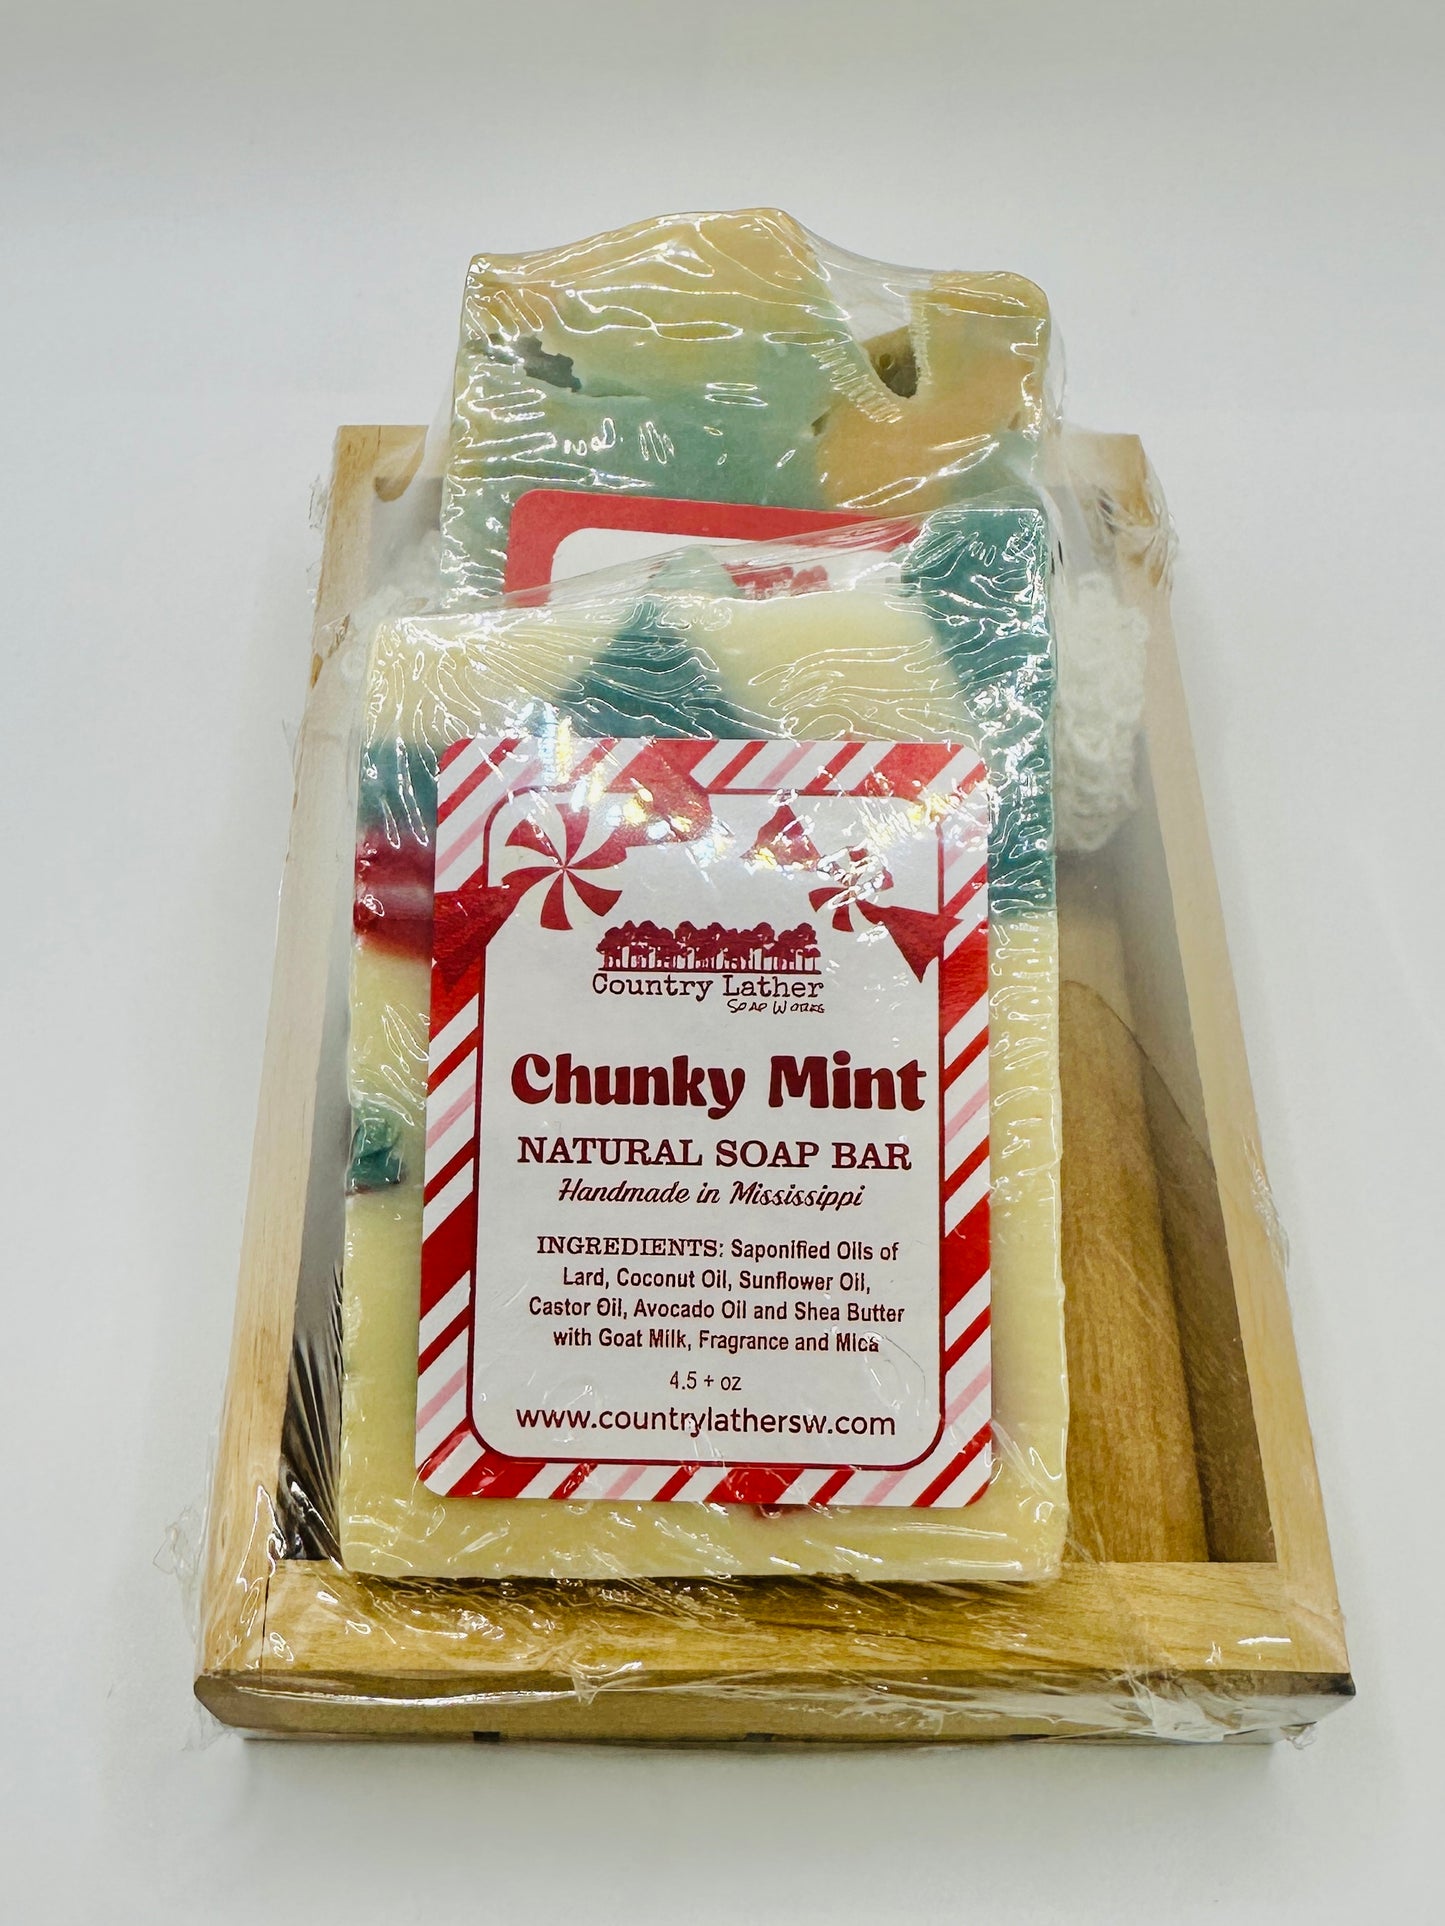 Country Lather
Soap Works
Chunky Mint
NATURAL SOAP BAR
Handmade in Mississippi
INGREDIENTS: Saponified Oils of
Lard, Coconut Oil, Sunflower Oil,
Castor Oil, Avocado Oil and Shea Butter
with Goat Milk, Fragrance and Mica
4.5 + oz
www.countrylathersw.com